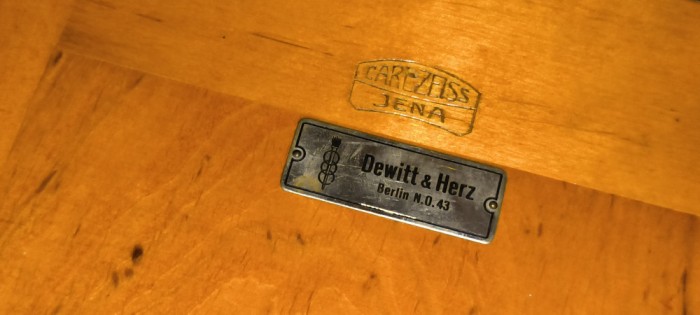 CARL ZEISS
JENA
Dewitt & Herz
Berlin N.O. 43